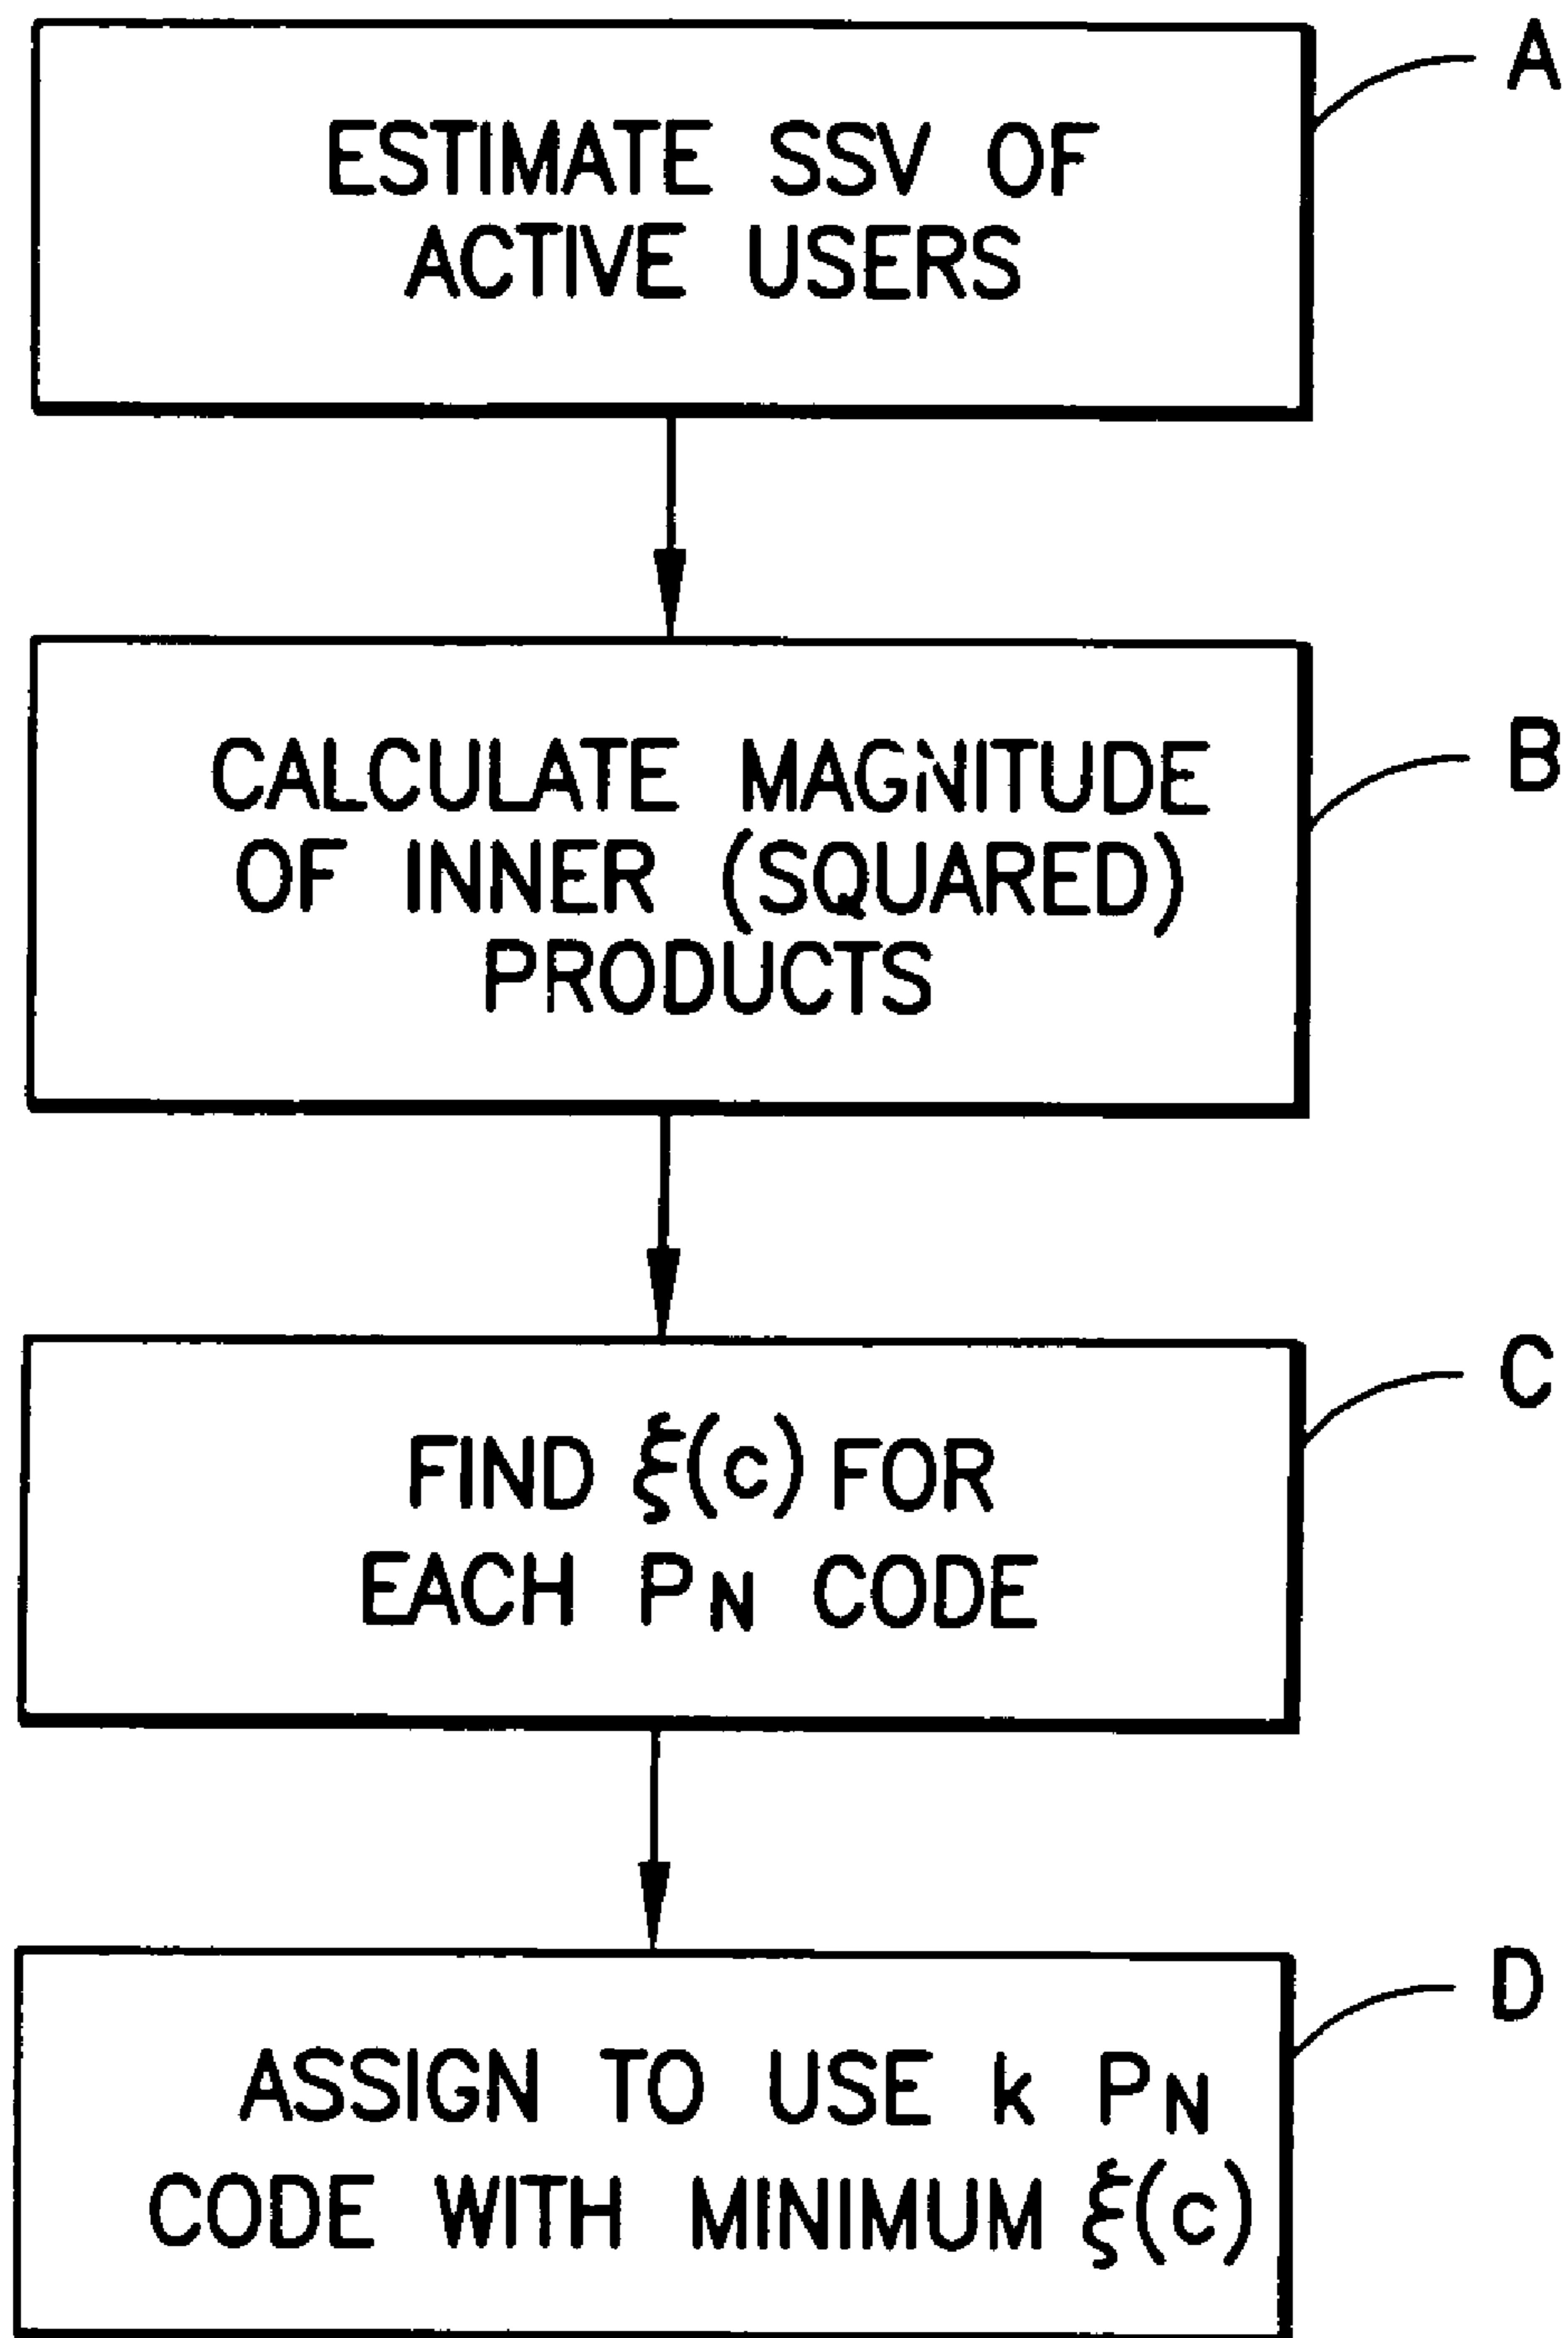 A
ESTIMATE SSV OF
ACTIVE USERS
B
CALCULATE MAGNITUDE
OF INNER (SQUARED)
PRODUCTS
C
FIND ξ(c) FOR
EACH PN CODE
D
ASSIGN TO USE k PN
CODE WITH MINIMUM ξ(c)